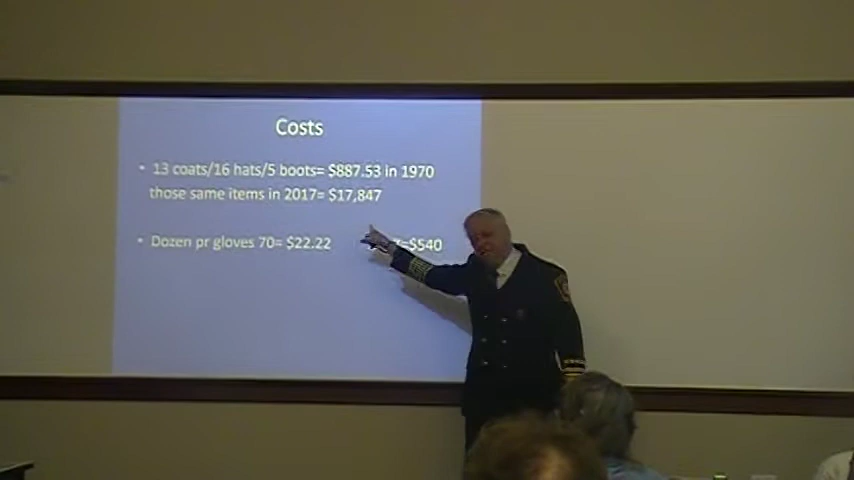 Costs
• 13 coats/16 hats/5 boots= $887.53 in 1970
those same items in 2017= $17,847
• Dozen pr gloves 70= $22.22 =$540